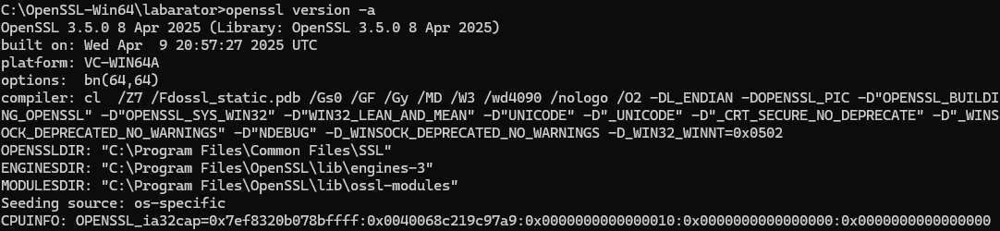 C:\OpenSSL-Win64\labarator>openssl version -a
OpenSSL 3.5.0 8 Apr 2025 (Library: OpenSSL 3.5.0 8 Apr 2025)
built on: Wed Apr  9 20:57:27 2025 UTC
platform: VC-WIN64A
options:  bn(64,64)
compiler: cl  /Z7 /Fdossl_static.pdb /Gs0 /GF /Gy /MD /W3 /wd4090 /nologo /O2 -DL_ENDIAN -DOPENSSL_PIC -D"OPENSSL_BUILDI
NG_OPENSSL" -D"OPENSSL_SYS_WIN32" -D"WIN32_LEAN_AND_MEAN" -D"UNICODE" -D"_UNICODE" -D"_CRT_SECURE_NO_DEPRECATE" -D"_WINS
OCK_DEPRECATED_NO_WARNINGS" -D"NDEBUG" -D_WINSOCK_DEPRECATED_NO_WARNINGS -D_WIN32_WINNT=0x0502
OPENSSLDIR: "C:\Program Files\Common Files\SSL"
ENGINESDIR: "C:\Program Files\OpenSSL\lib\engines-3"
MODULESDIR: "C:\Program Files\OpenSSL\lib\ossl-modules"
Seeding source: os-specific
CPUINFO: OPENSSL_ia32cap=0x7ef8320b078bffff:0x0040068c219c97a9:0x0000000000000010:0x0000000000000000:0x0000000000000000